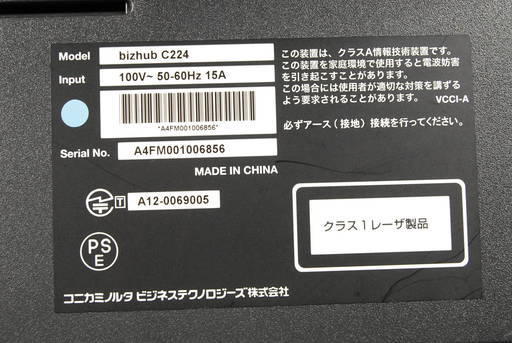 Model bizhub C224
Input 100V~ 50-60Hz 15A
*A4FM001006856*
Serial No. A4FM001006856
MADE IN CHINA
T A12-0069005
PS
E
コニカミノルタ ビジネステクノロジーズ株式会社
この装置は、クラスA情報技術装置です。
この装置を家庭環境で使用すると電波妨害
を引き起こすことがあります。
この場合には使用者が適切な対策を講ずる
よう要求されることがあります。 VCCI-A
必ずアース(接地)接続を行ってください。
クラス1レーザ製品